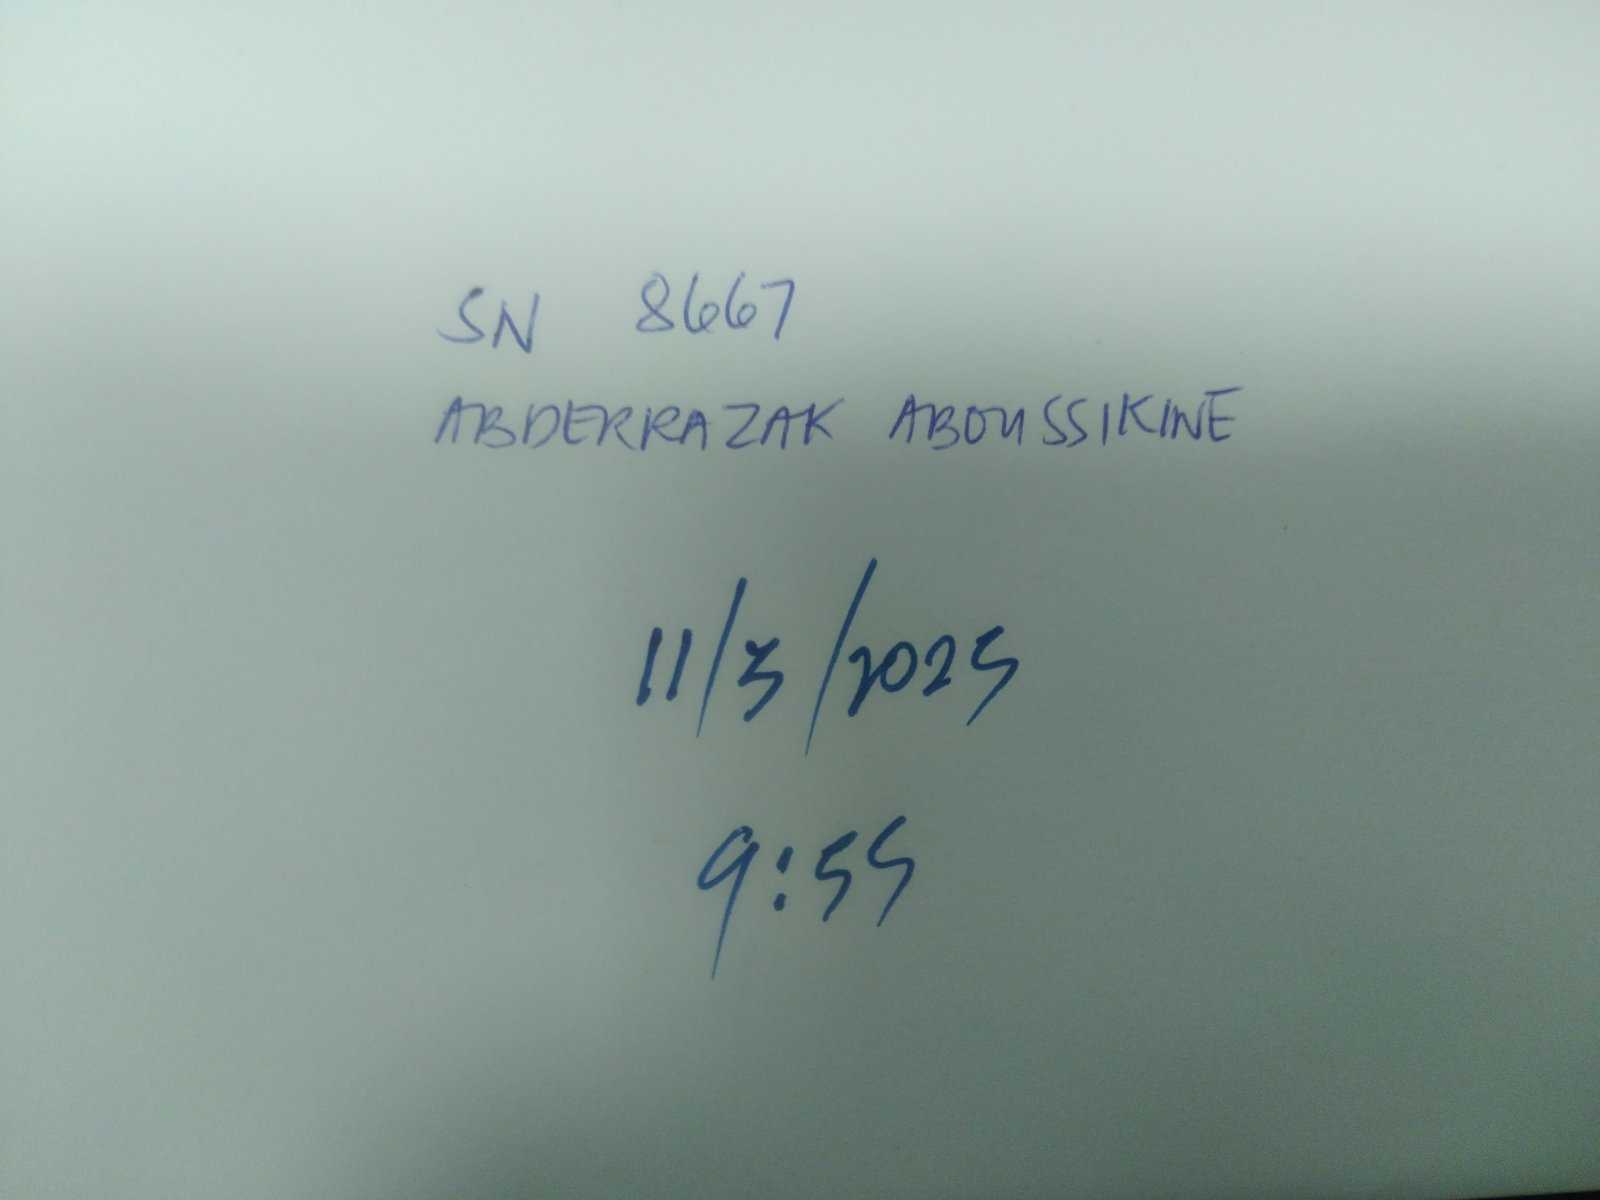 SN 8667
ABDERRAZAK ABOUSSIKINE
11/3/2025
9:55